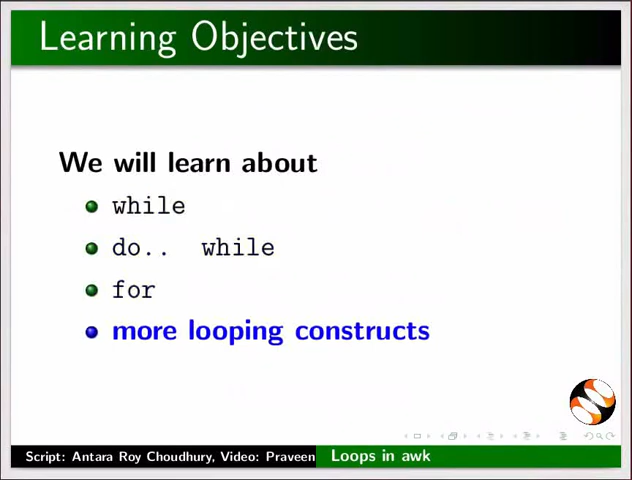 Learning Objectives
We will learn about
while
do.. while
for
more looping constructs
Script: Antara Roy Choudhury, Video: Praveen
Loops in awk